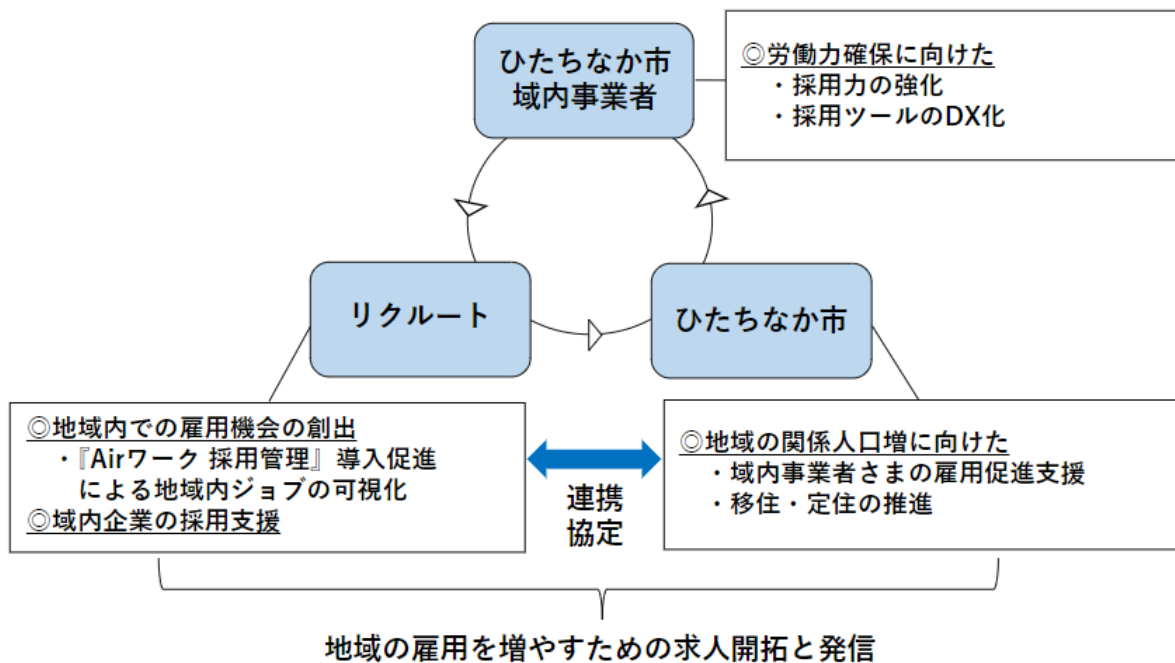 ひたちなか市
域内事業者
◎労働力確保に向けた
・採用力の強化
・採用ツールのDX化
リクルート
ひたちなか市
◎地域内での雇用機会の創出
・『Airワーク 採用管理』導入促進
による地域内ジョブの可視化
◎域内企業の採用支援
連携
協定
◎地域の関係人口増に向けた
・域内事業者さまの雇用促進支援
・移住・定住の推進
地域の雇用を増やすための求人開拓と発信